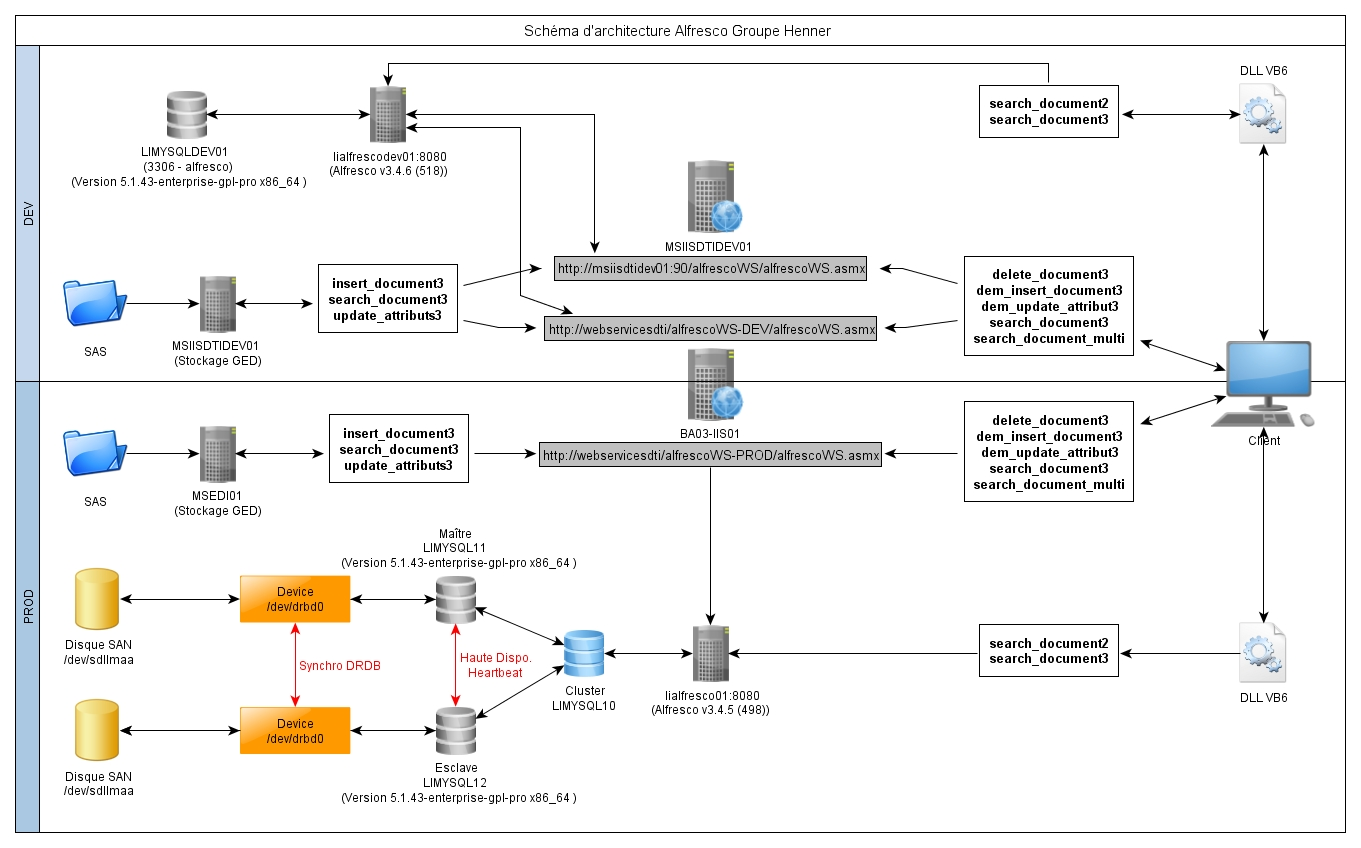 Schéma d'architecture Alfresco Groupe Henner
DEV
DLL VB6
search_document2
search_document3
LIMYSQLDEV01
(3306 - alfresco)
(Version 5.1.43-enterprise-gpl-pro x86_64 )
lialfrescodev01:8080
(Alfresco v3.4.6 (518))
MSIISDTIDEV01
http://msiisdtidev01:90/alfrescoWS/alfrescoWS.asmx
insert_document3
search_document3
update_attributs3
delete_document3
dem_insert_document3
dem_update_attribut3
search_document3
search_document_multi
http://webservicesdti/alfrescoWS-DEV/alfrescoWS.asmx
SAS
MSIISDTIDEV01
(Stockage GED)
PROD
Client
BA03-IIS01
http://webservicesdti/alfrescoWS-PROD/alfrescoWS.asmx
insert_document3
search_document3
update_attributs3
delete_document3
dem_insert_document3
dem_update_attribut3
search_document3
search_document_multi
SAS
MSEDI01
(Stockage GED)
Maître
LIMYSQL11
(Version 5.1.43-enterprise-gpl-pro x86_64 )
Device
/dev/drbd0
Disque SAN
/dev/sdllmaa
Synchro DRDB
Haute Dispo.
Heartbeat
Cluster
LIMYSQL10
lialfresco01:8080
(Alfresco v3.4.5 (498))
search_document2
search_document3
DLL VB6
Device
/dev/drbd0
Disque SAN
/dev/sdllmaa
Esclave
LIMYSQL12
(Version 5.1.43-enterprise-gpl-pro x86_64 )